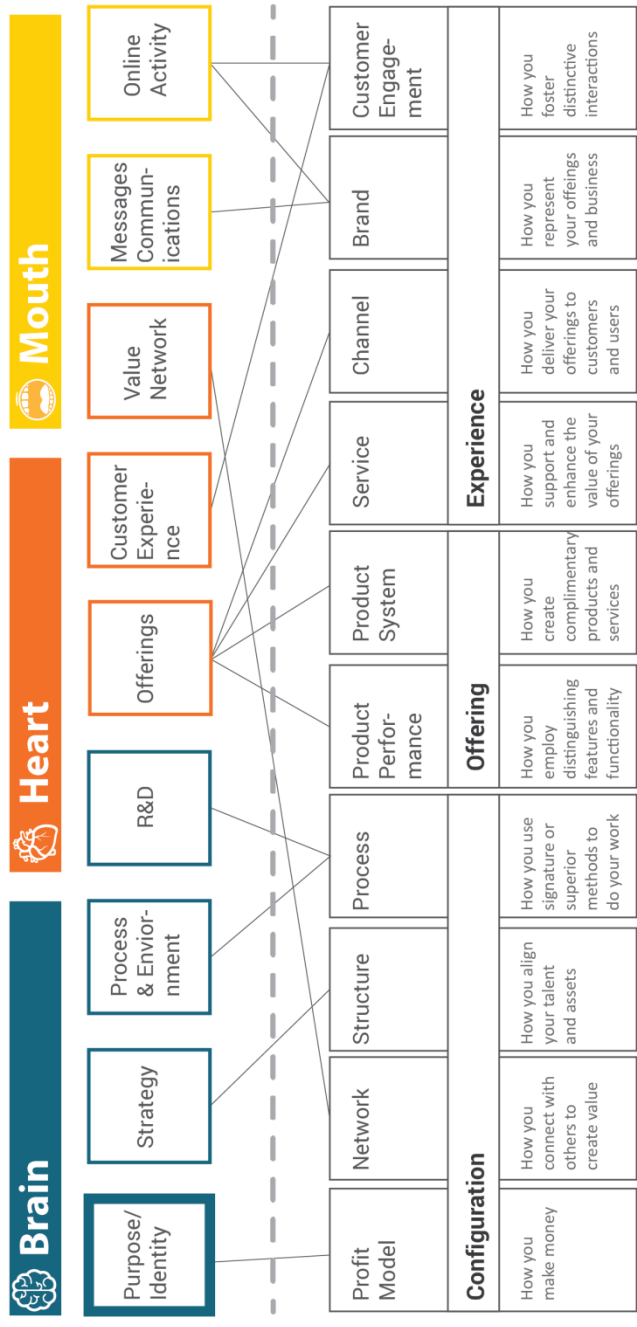 Brain
Heart
Mouth
Purpose/
Identity
Strategy
Process
& Envior-
nment
R&D
Offerings
Customer
Experie-
nce
Value
Network
Messages
Commun-
ications
Online
Activity
Profit
Model
Network
Structure
Process
Product
Perfor-
mance
Product
System
Service
Channel
Brand
Customer
Engage-
ment
Configuration
Offering
Experience
How you
make money
How you
connect with
others to
create value
How you align
your talent
and assets
How you use
signature or
superior
methods to
do your work
How you
employ
distinguishing
features and
functionality
How you
create
complimentary
products and
services
How you
support and
enhance the
value of your
offerings
How you
deliver your
offerings to
customers
and users
How you
represent
your offeings
and business
How you
foster
distinctive
interactions